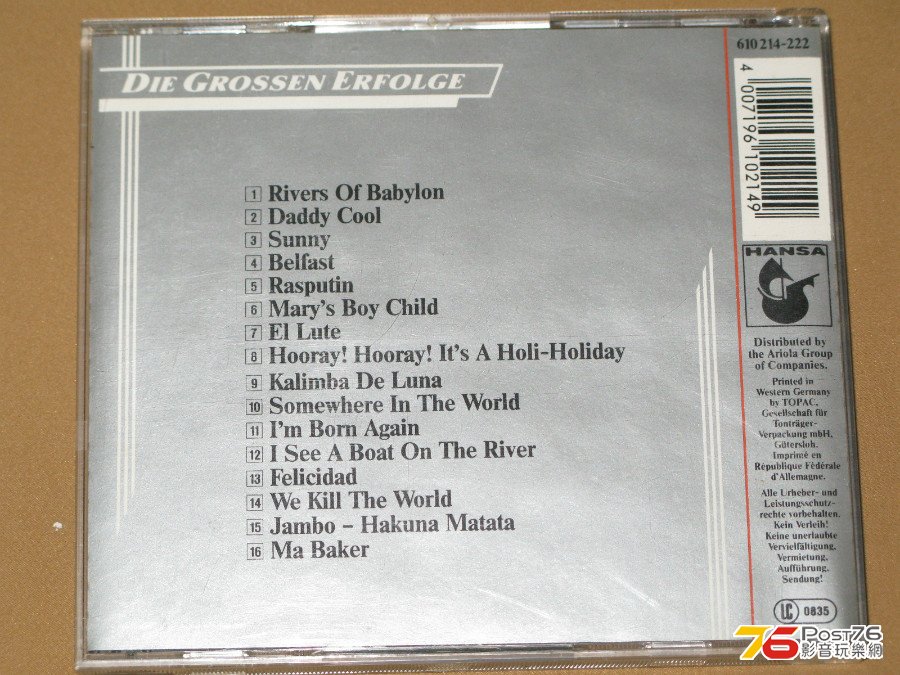 DIE GROSSEN ERFOLGE
1 Rivers Of Babylon
2 Daddy Cool
3 Sunny
4 Belfast
5 Rasputin
6 Mary's Boy Child
7 El Lute
8 Hooray! Hooray! It's A Holi-Holiday
9 Kalimba De Luna
10 Somewhere In The World
11 I'm Born Again
12 I See A Boat On The River
13 Felicidad
14 We Kill The World
15 Jambo – Hakuna Matata
16 Ma Baker
610 214-222
4 007196 102149
HANSA
Distributed by
the Ariola Group
of Companies.
Printed in
Western Germany
by TOPAC,
Gesellschaft für
Tonträger-
Verpackung mbH,
Gütersloh.
Imprimé en
République Fédérale
d'Allemagne.
Alle Urheber- und
Leistungsschutz-
rechte vorbehalten.
Kein Verleih!
Keine unerlaubte
Vervielfältigung,
Vermietung,
Aufführung,
Sendung!
LC 0835
76 Post76
影音玩樂網